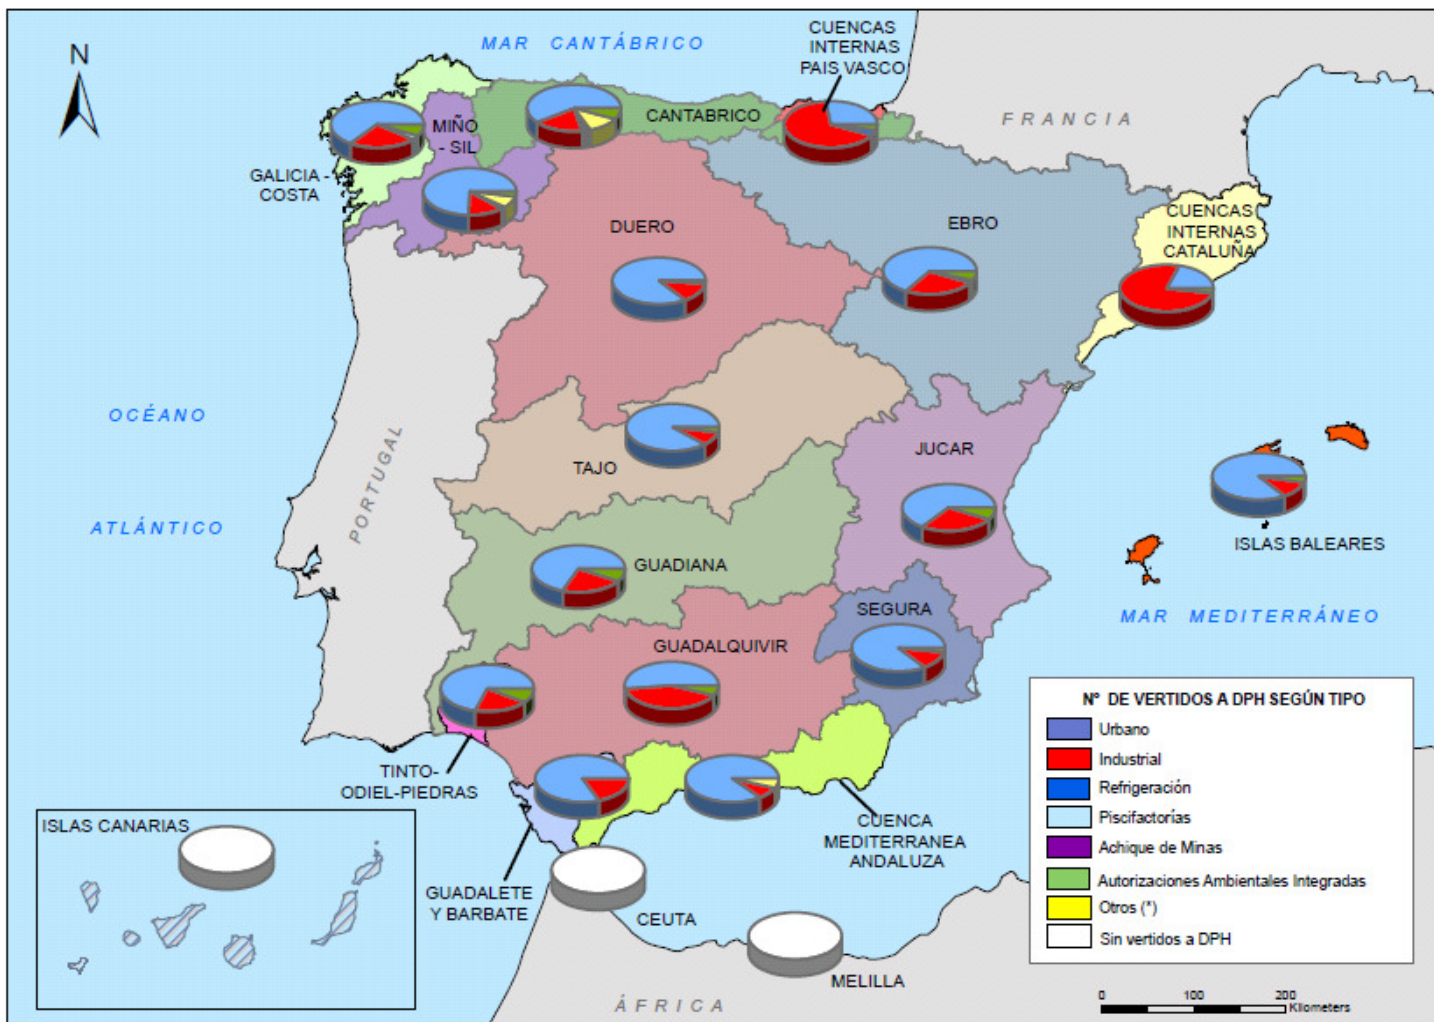 N
MAR CANTÁBRICO
CUENCAS
INTERNAS
PAIS VASCO
FRANCIA
CANTABRICO
MIÑO
- SIL
GALICIA -
COSTA
DUERO
EBRO
CUENCAS
INTERNAS
CATALUÑA
OCÉANO
ATLÁNTICO
PORTUGAL
TAJO
JUCAR
ISLAS BALEARES
GUADIANA
SEGURA
MAR MEDITERRÁNEO
GUADALQUIVIR
TINTO-
ODIEL-PIEDRAS
CUENCA
MEDITERRANEA
ANDALUZA
GUADALETE
Y BARBATE
ISLAS CANARIAS
CEUTA
MELILLA
ÁFRICA
Nº DE VERTIDOS A DPH SEGÚN TIPO
Urbano
Industrial
Refrigeración
Piscifactorías
Achique de Minas
Autorizaciones Ambientales Integradas
Otros (*)
Sin vertidos a DPH
0 100 200
Kilometers